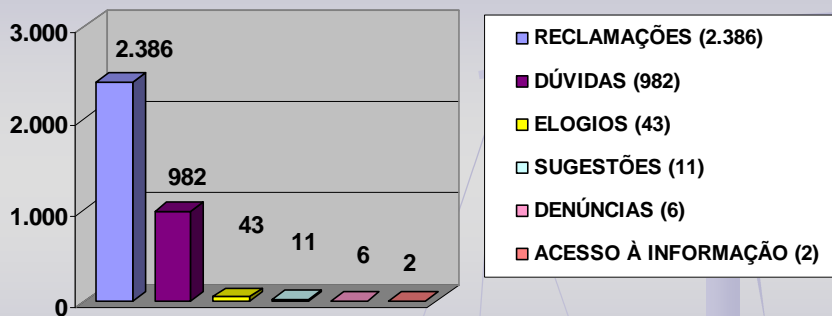 3.000
2.000
1.000
0
2.386
982
43
11
6
2
RECLAMAÇÕES (2.386)
DÚVIDAS (982)
ELOGIOS (43)
SUGESTÕES (11)
DENÚNCIAS (6)
ACESSO À INFORMAÇÃO (2)